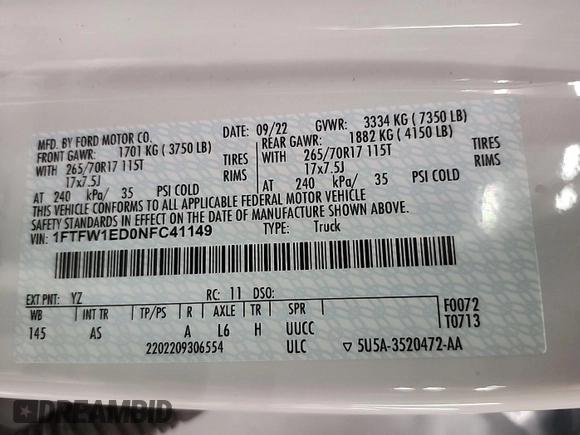 MFD. BY FORD MOTOR CO.
DATE: 09/22 GVWR: 3334 KG ( 7350 LB)
FRONT GAWR: 1701 KG ( 3750 LB)
REAR GAWR: 1882 KG ( 4150 LB)
WITH 265/70R17 115T TIRES
WITH 265/70R17 115T TIRES
17x7.5J RIMS
17x7.5J RIMS
AT 240 kPa/ 35 PSI COLD
AT 240 kPa/ 35 PSI COLD
THIS VEHICLE CONFORMS TO ALL APPLICABLE FEDERAL MOTOR VEHICLE
SAFETY STANDARDS IN EFFECT ON THE DATE OF MANUFACTURE SHOWN ABOVE.
VIN: 1FTFW1ED0NFC41149 TYPE: Truck
EXT PNT: YZ RC: 11 DSO:
WB INT TR TP/PS R AXLE TR SPR
F0072
145 AS A L6 H UUCC
T0713
2202209306554 ULC ▽ 5U5A-3520472-AA
DREAMBID